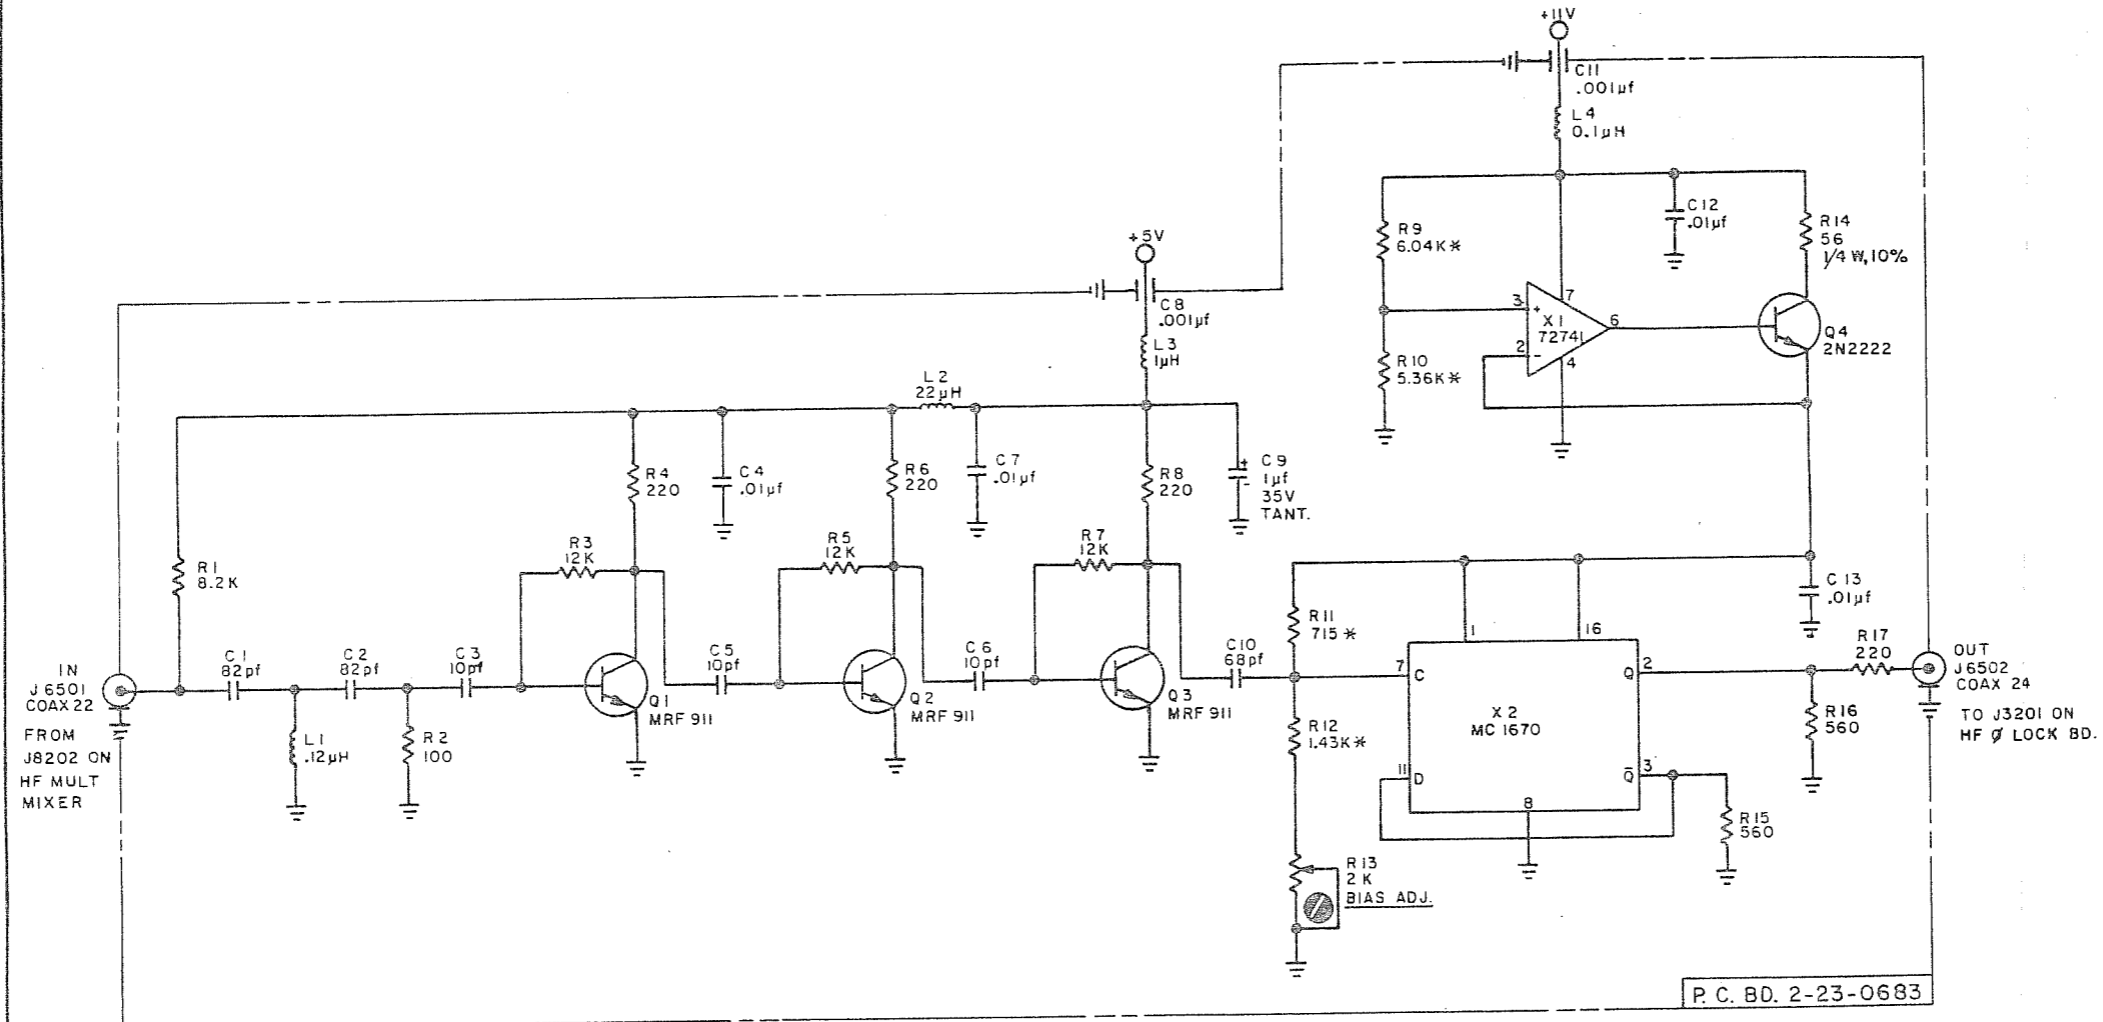 +11V
C11
.001µf
L4
0.1µH
C12
.01µf
R14
56
1/4 W,10%
R9
6.04K*
R10
5.36K*
3
+
2
-
7
X1
72741
4
6
Q4
2N2222
+5V
C8
.001µf
L3
1µH
L2
22µH
R4
220
C4
.01µf
R6
220
C7
.01µf
R8
220
+
-
C9
1µf
35V
TANT.
R1
8.2K
R3
12K
R5
12K
R7
12K
IN
J6501
COAX 22
FROM
J8202 ON
HF MULT
MIXER
C1
82pf
C2
82pf
C3
10pf
L1
.12µH
R2
100
Q1
MRF 911
C5
10pf
Q2
MRF 911
C6
10pf
Q3
MRF 911
C10
68pf
R11
715*
R12
1.43K*
R13
2K
BIAS ADJ.
1
16
7
C
Q
2
X2
MC 1670
11
D
8
Q̅
3
C13
.01µf
R17
220
R16
560
R15
560
OUT
J6502
COAX 24
TO J3201 ON
HF Ø LOCK BD.
P.C. BD. 2-23-0683